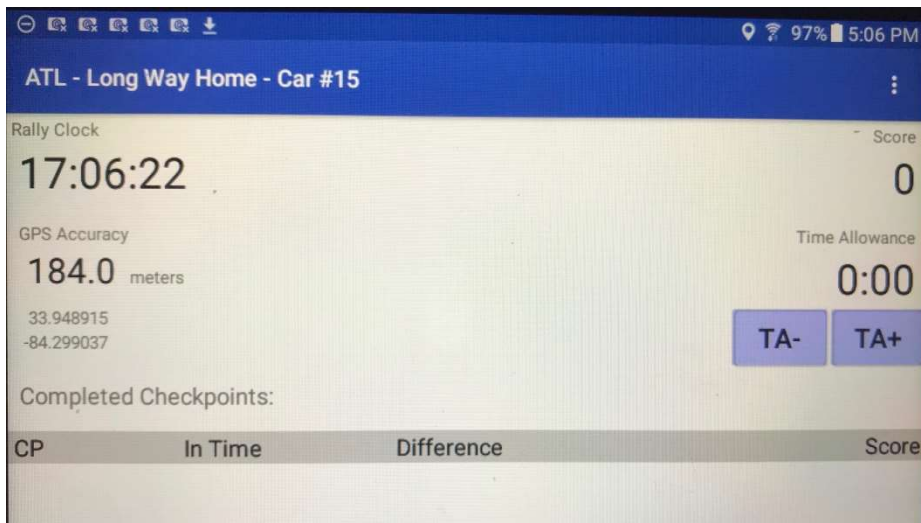 97% 5:06 PM
ATL - Long Way Home - Car #15
Rally Clock
Score
17:06:22
0
GPS Accuracy
Time Allowance
184.0 meters
0:00
33.948915
-84.299037
TA- TA+
Completed Checkpoints:
CP In Time Difference Score